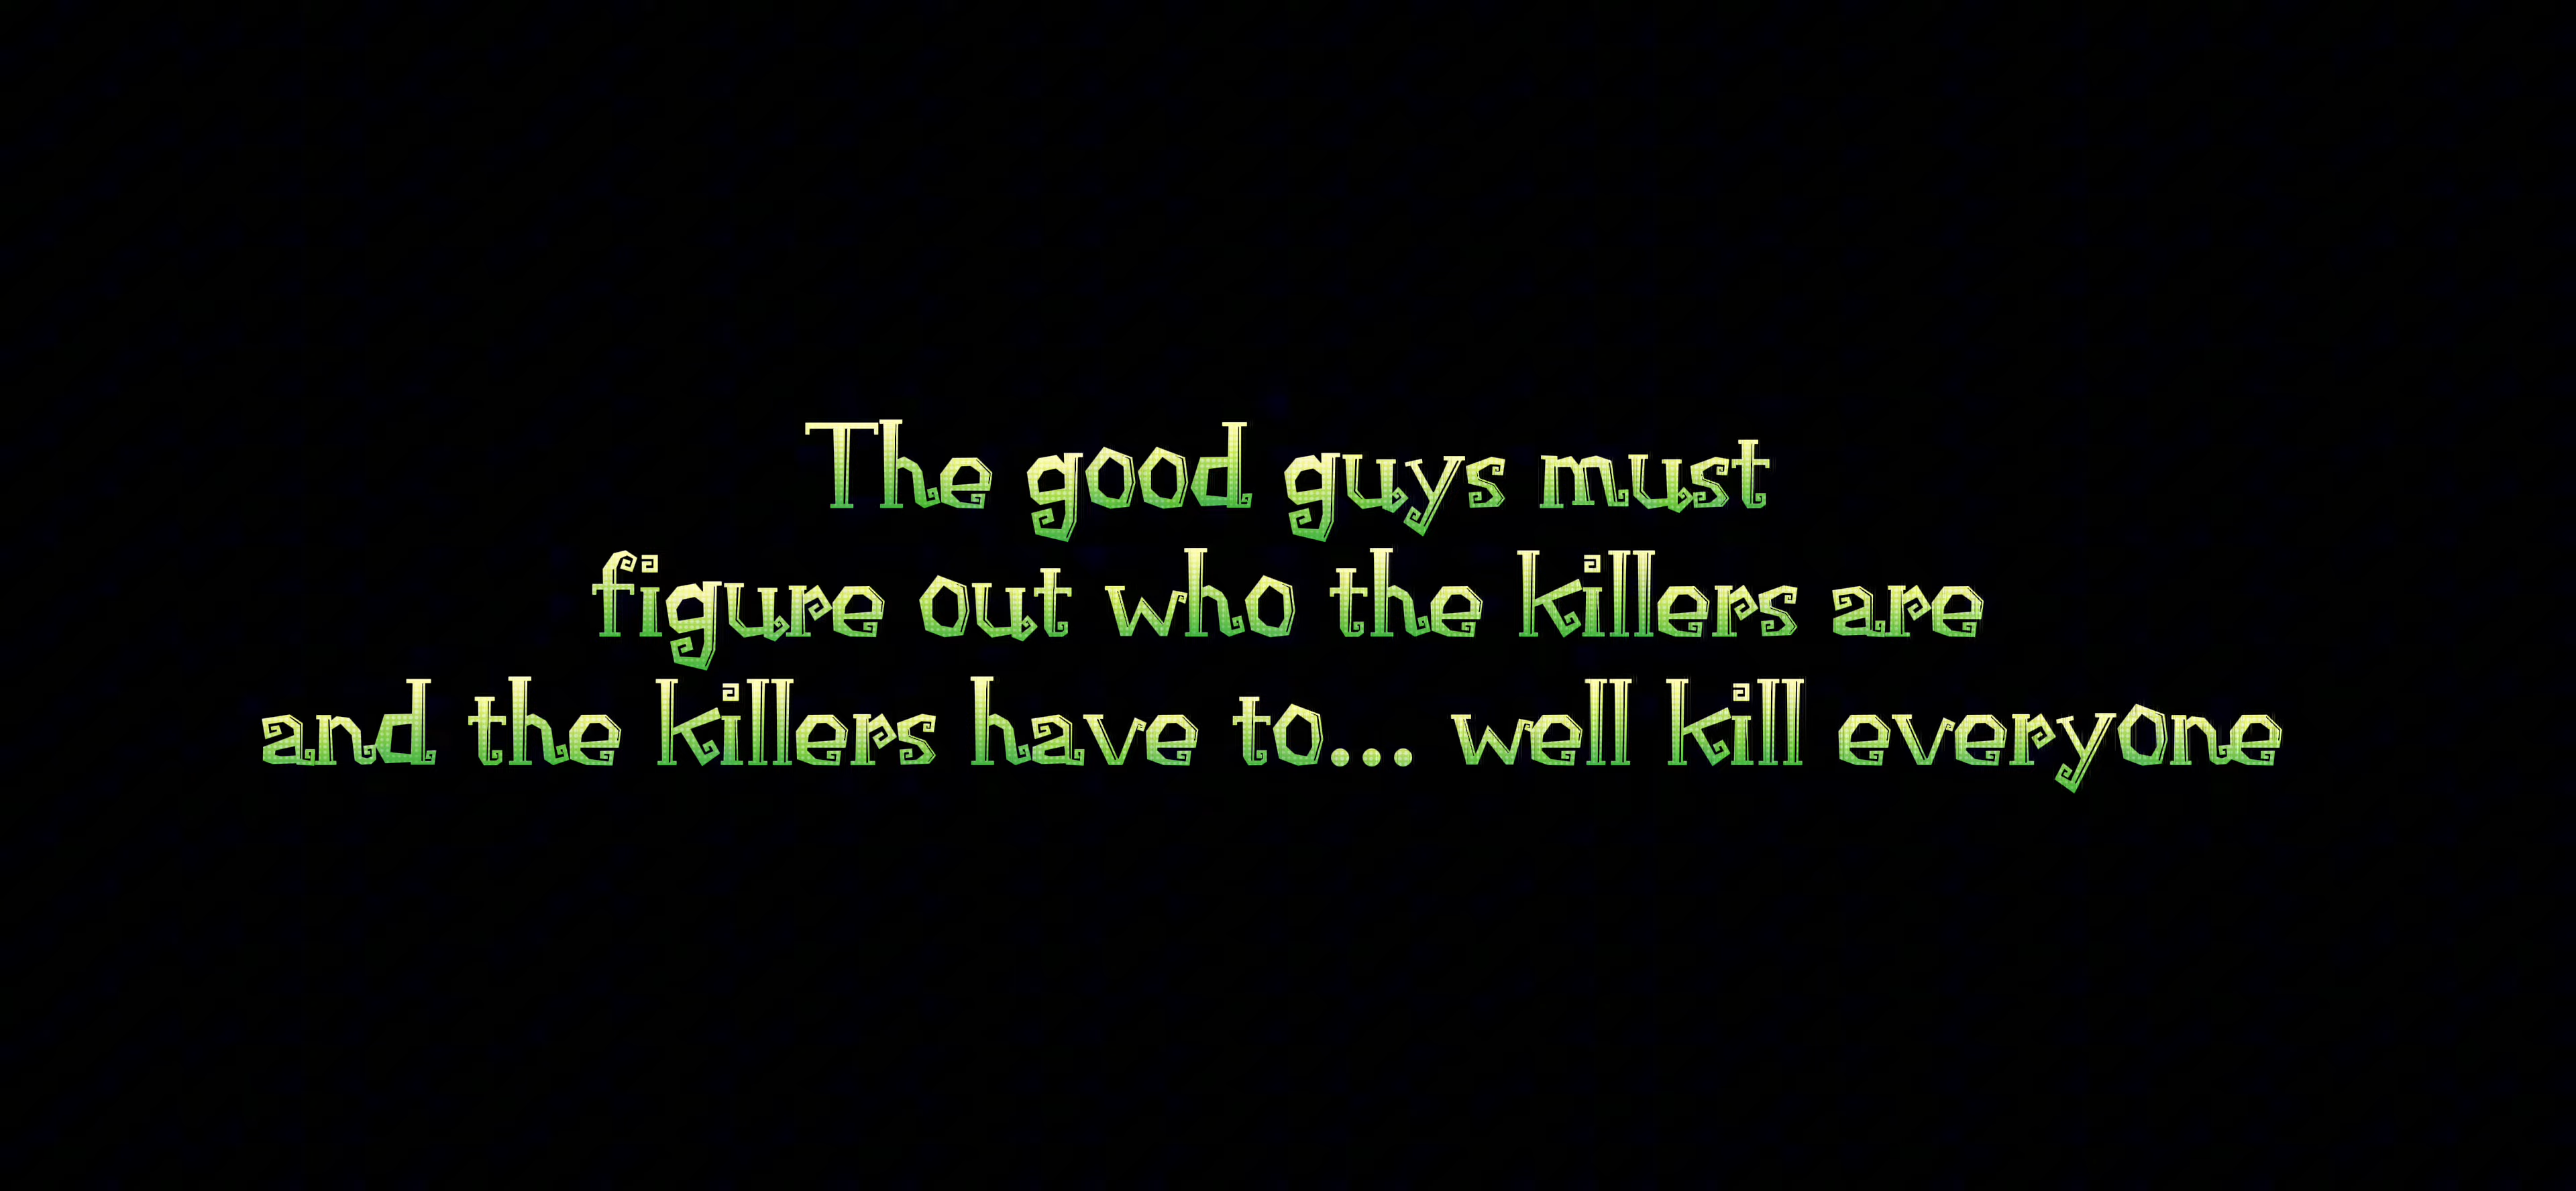 The good guys must
figure out who the killers are
and the killers have to... well kill everyone